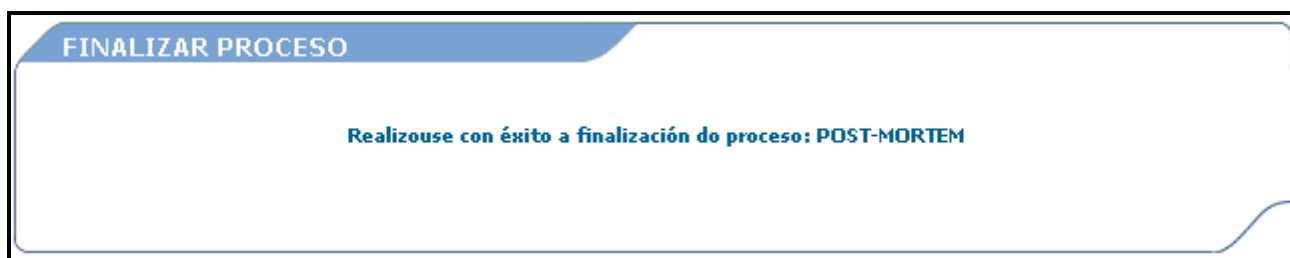 FINALIZAR PROCESO
Realizouse con éxito a finalización do proceso: POST-MORTEM